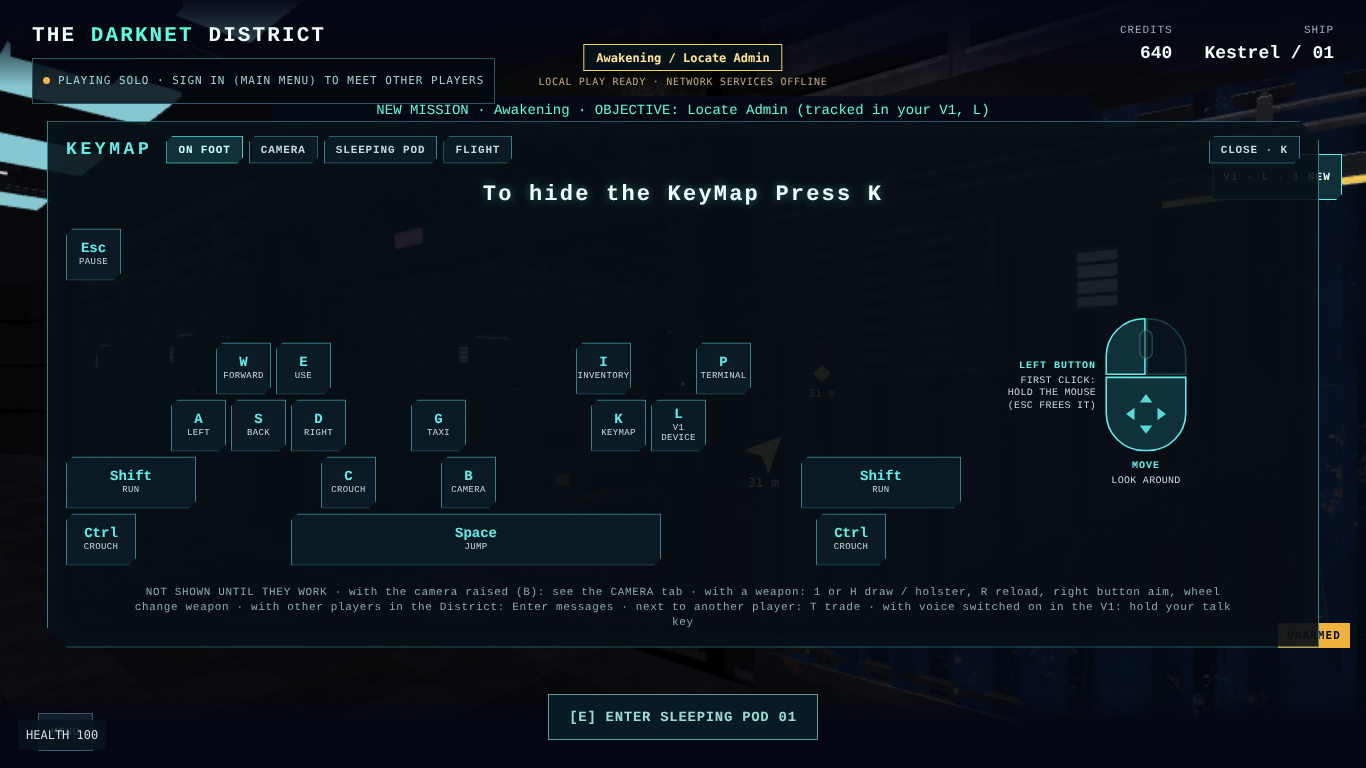 THE DARKNET DISTRICT
PLAYING SOLO · SIGN IN (MAIN MENU) TO MEET OTHER PLAYERS
Awakening / Locate Admin
LOCAL PLAY READY · NETWORK SERVICES OFFLINE
CREDITS
640
SHIP
Kestrel / 01
NEW MISSION · Awakening · OBJECTIVE: Locate Admin (tracked in your V1, L)
KEYMAP
ON FOOT
CAMERA
SLEEPING POD
FLIGHT
CLOSE · K
V1 · L · 1 NEW
To hide the KeyMap Press K
Esc
PAUSE
W
FORWARD
E
USE
I
INVENTORY
P
TERMINAL
A
LEFT
S
BACK
D
RIGHT
G
TAXI
K
KEYMAP
L
V1
DEVICE
Shift
RUN
C
CROUCH
B
CAMERA
Shift
RUN
Ctrl
CROUCH
Space
JUMP
Ctrl
CROUCH
LEFT BUTTON
FIRST CLICK:
HOLD THE MOUSE
(ESC FREES IT)
MOVE
LOOK AROUND
31 m
31 m
NOT SHOWN UNTIL THEY WORK · with the camera raised (B): see the CAMERA tab · with a weapon: 1 or H draw / holster, R reload, right button aim, wheel
change weapon · with other players in the District: Enter messages · next to another player: T trade · with voice switched on in the V1: hold your talk
key
UNARMED
[E] ENTER SLEEPING POD 01
HEALTH 100